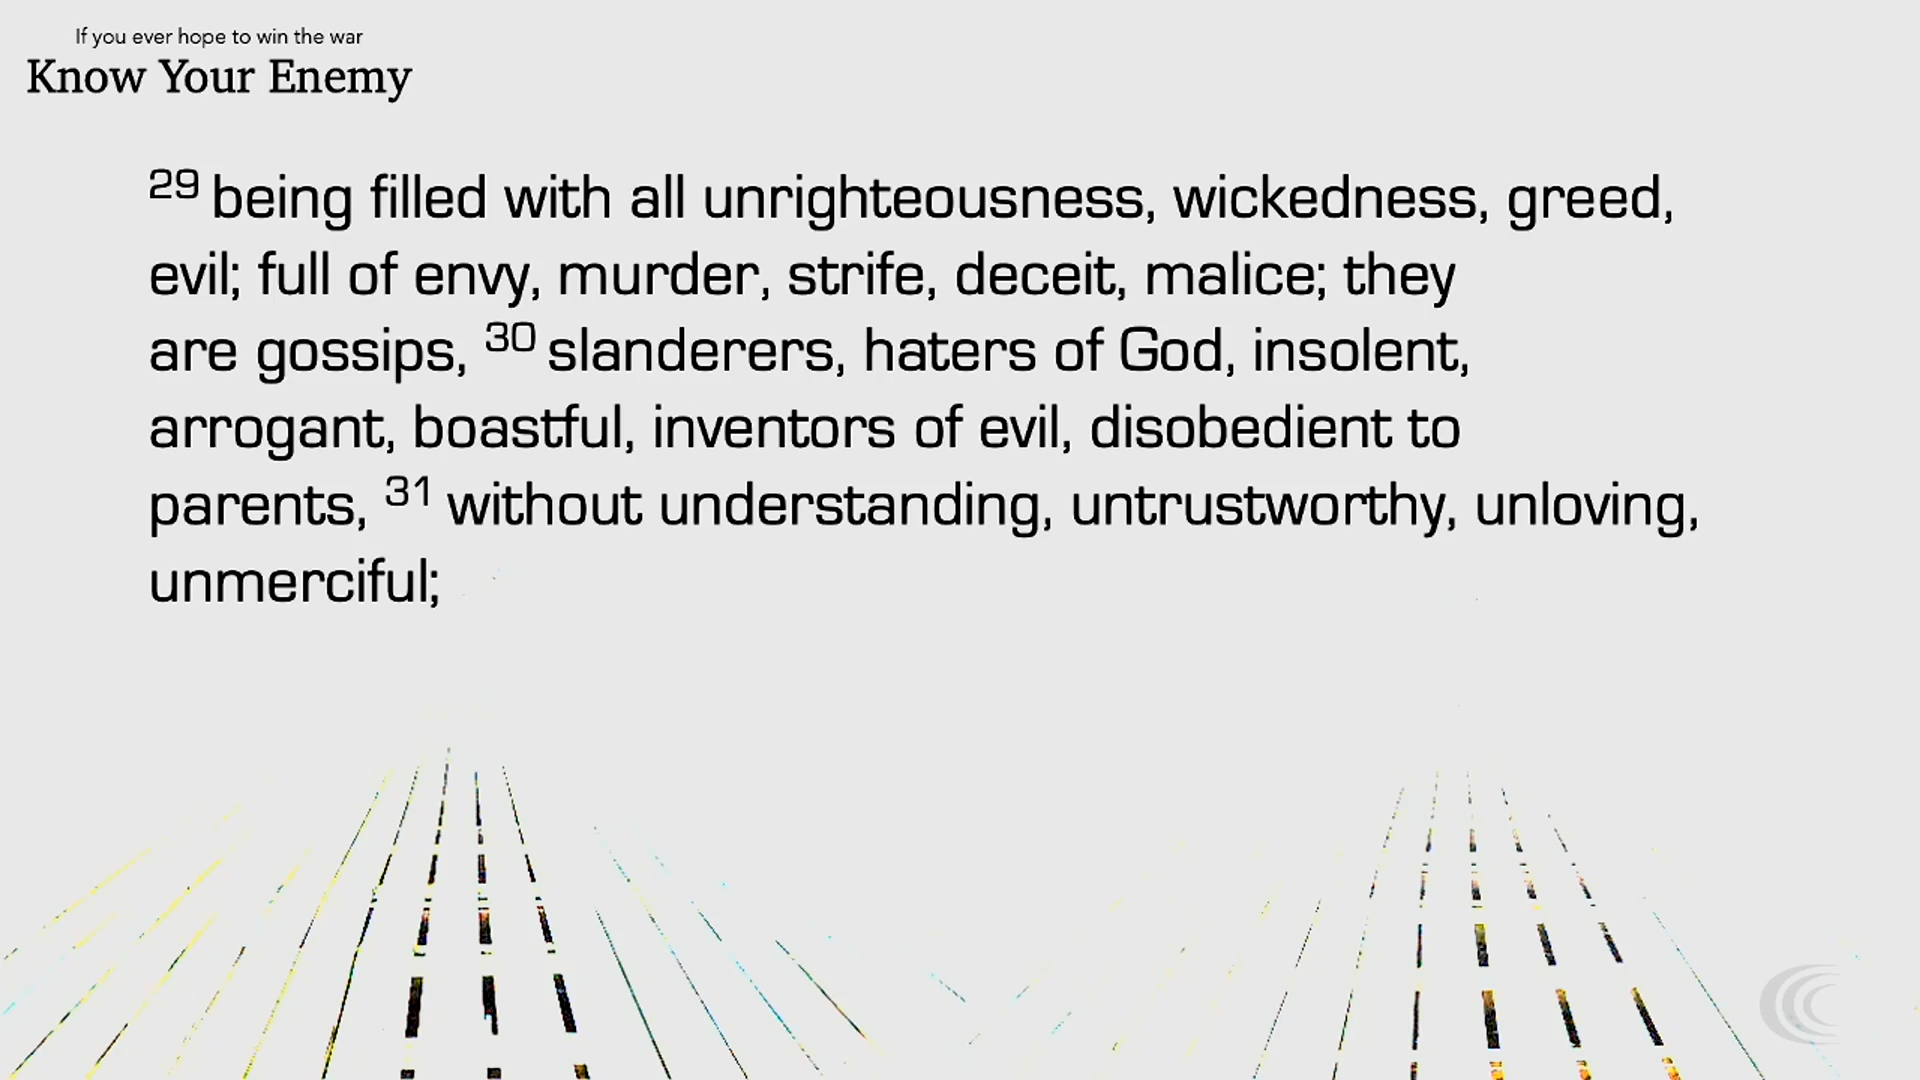 If you ever hope to win the war
Know Your Enemy
29 being filled with all unrighteousness, wickedness, greed,
evil; full of envy, murder, strife, deceit, malice; they
are gossips, 30 slanderers, haters of God, insolent,
arrogant, boastful, inventors of evil, disobedient to
parents, 31 without understanding, untrustworthy, unloving,
unmerciful;